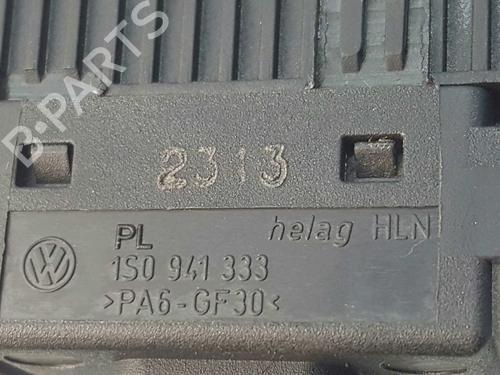 B-PARTS
2313
PL helag HLN
1S0 941 333
>PA6-GF30<